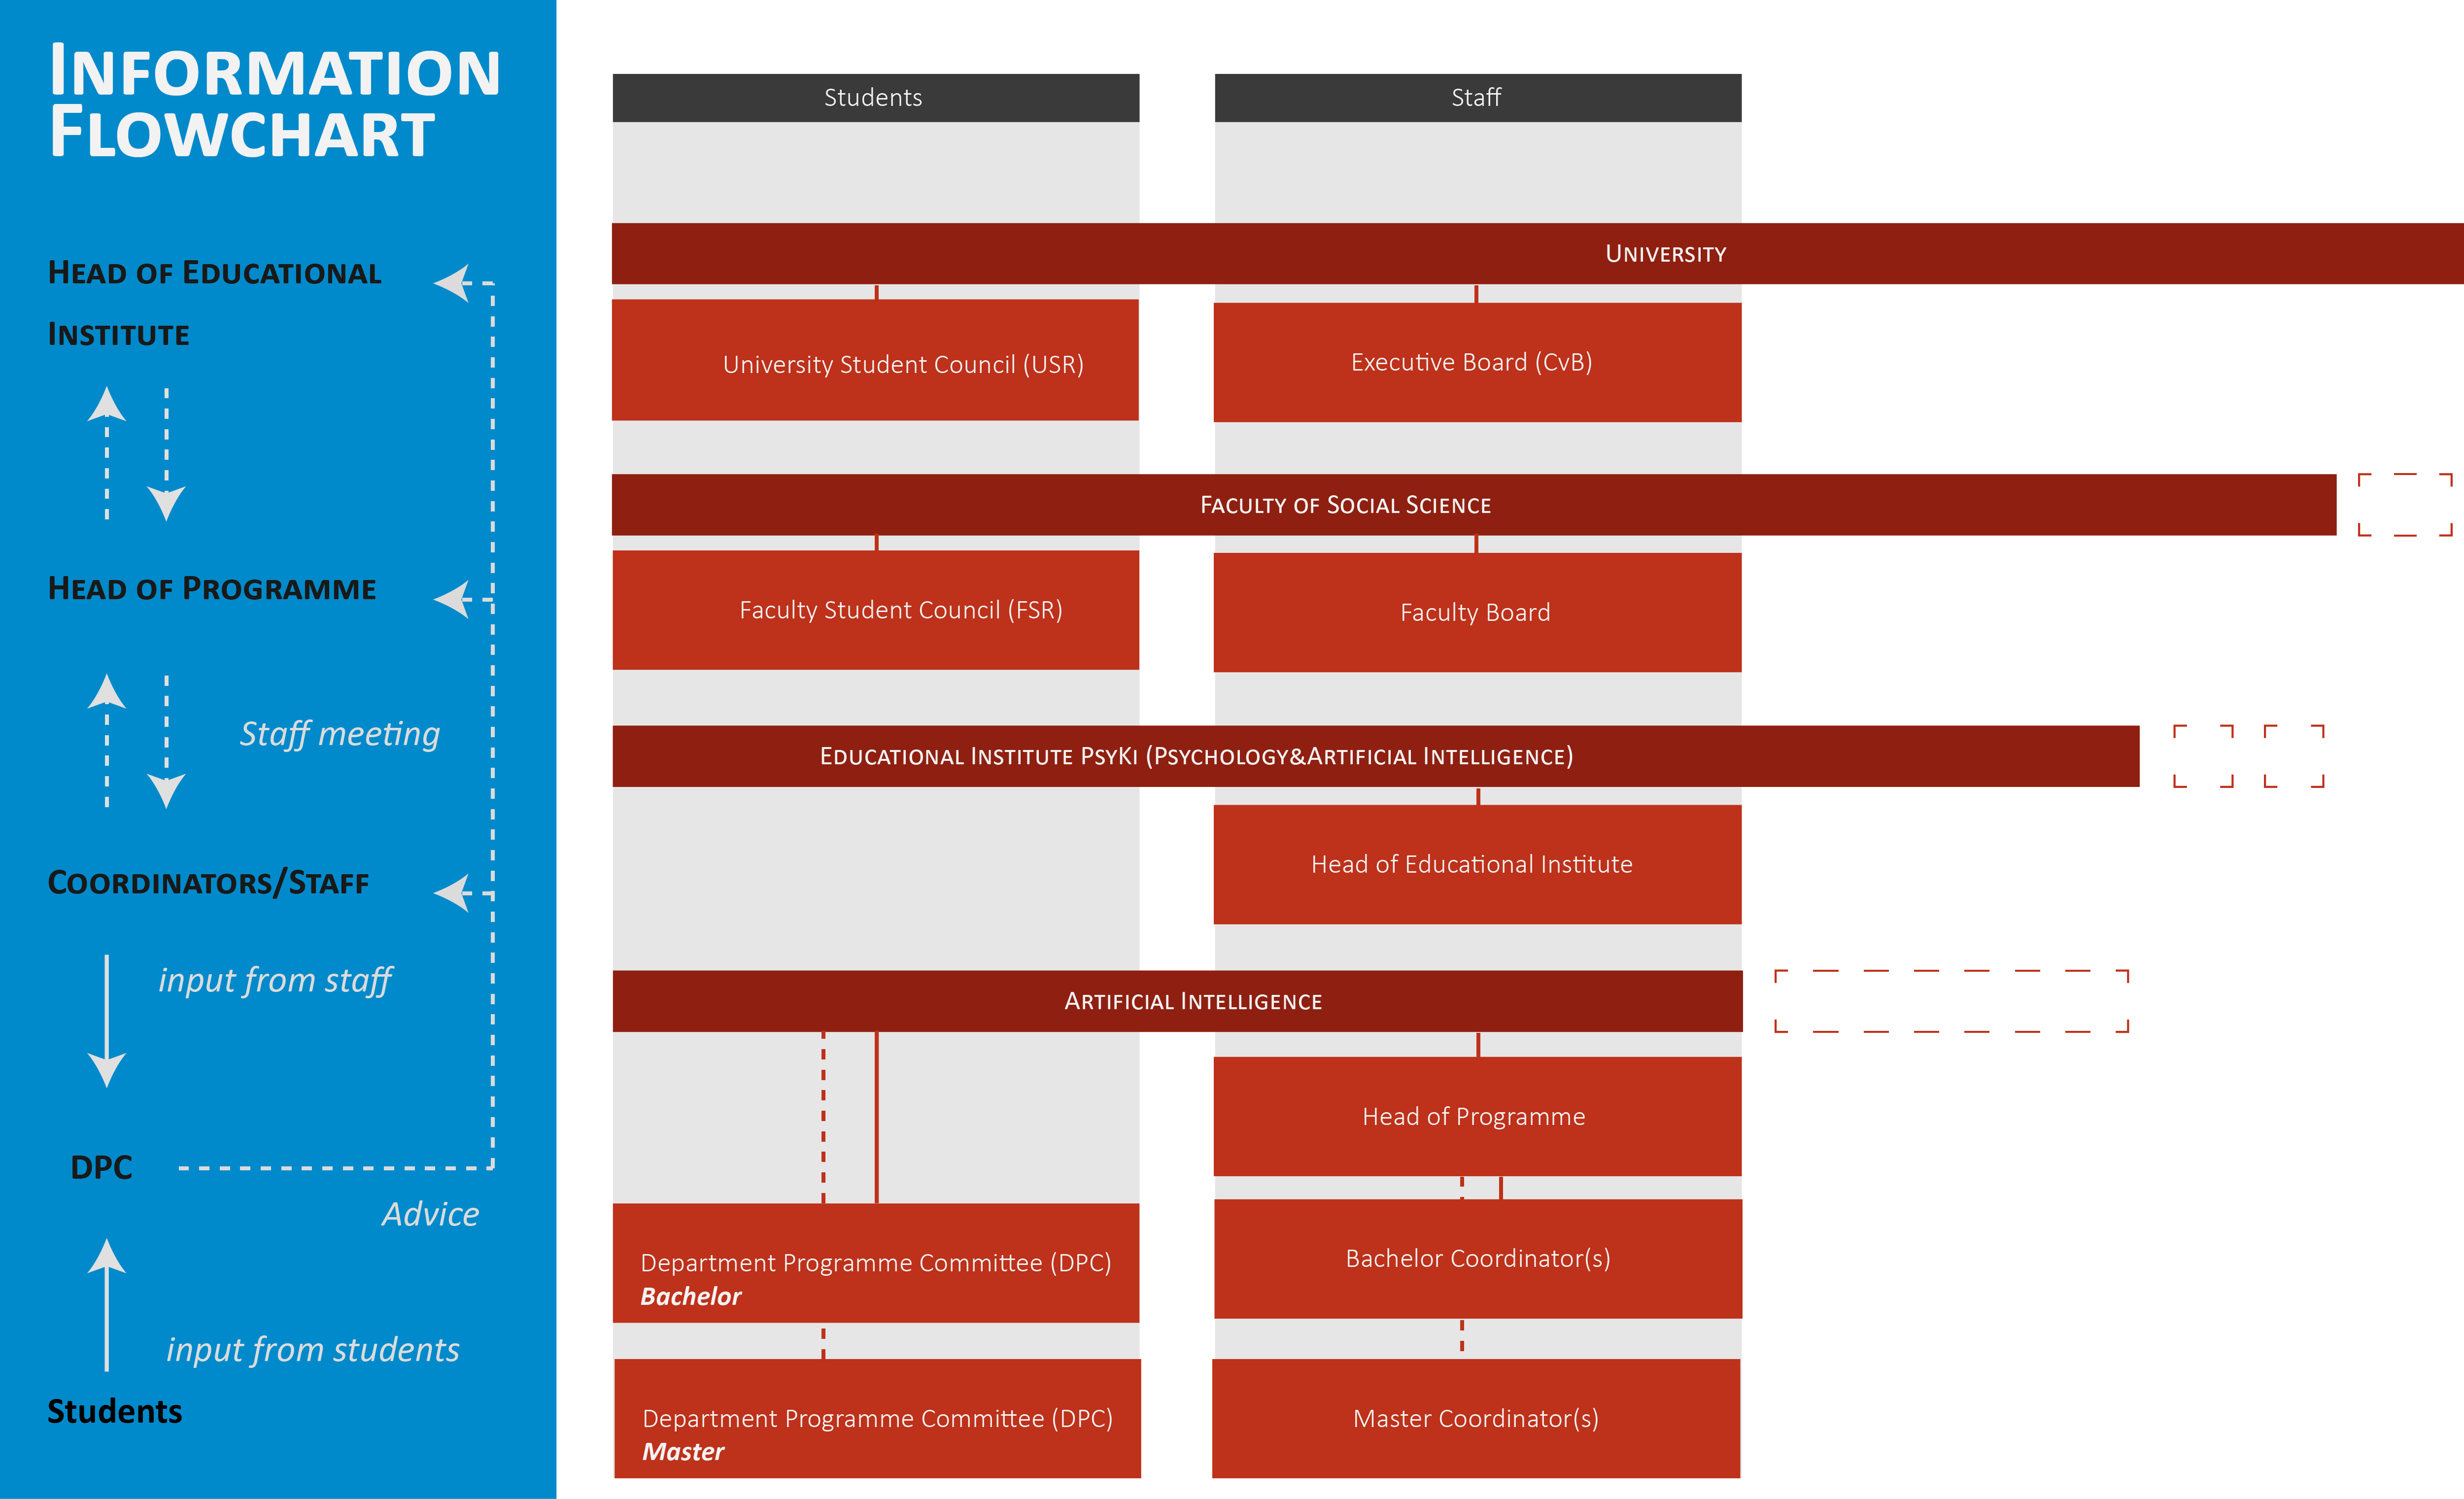 INFORMATION
FLOWCHART
HEAD OF EDUCATIONAL
INSTITUTE
HEAD OF PROGRAMME
Staff meeting
COORDINATORS/STAFF
input from staff
DPC
Advice
input from students
Students
Students
Staff
UNIVERSITY
University Student Council (USR)
Executive Board (CvB)
FACULTY OF SOCIAL SCIENCE
Faculty Student Council (FSR)
Faculty Board
EDUCATIONAL INSTITUTE PSYKI (PSYCHOLOGY&ARTIFICIAL INTELLIGENCE)
Head of Educational Institute
ARTIFICIAL INTELLIGENCE
Head of Programme
Department Programme Committee (DPC)
Bachelor
Bachelor Coordinator(s)
Department Programme Committee (DPC)
Master
Master Coordinator(s)